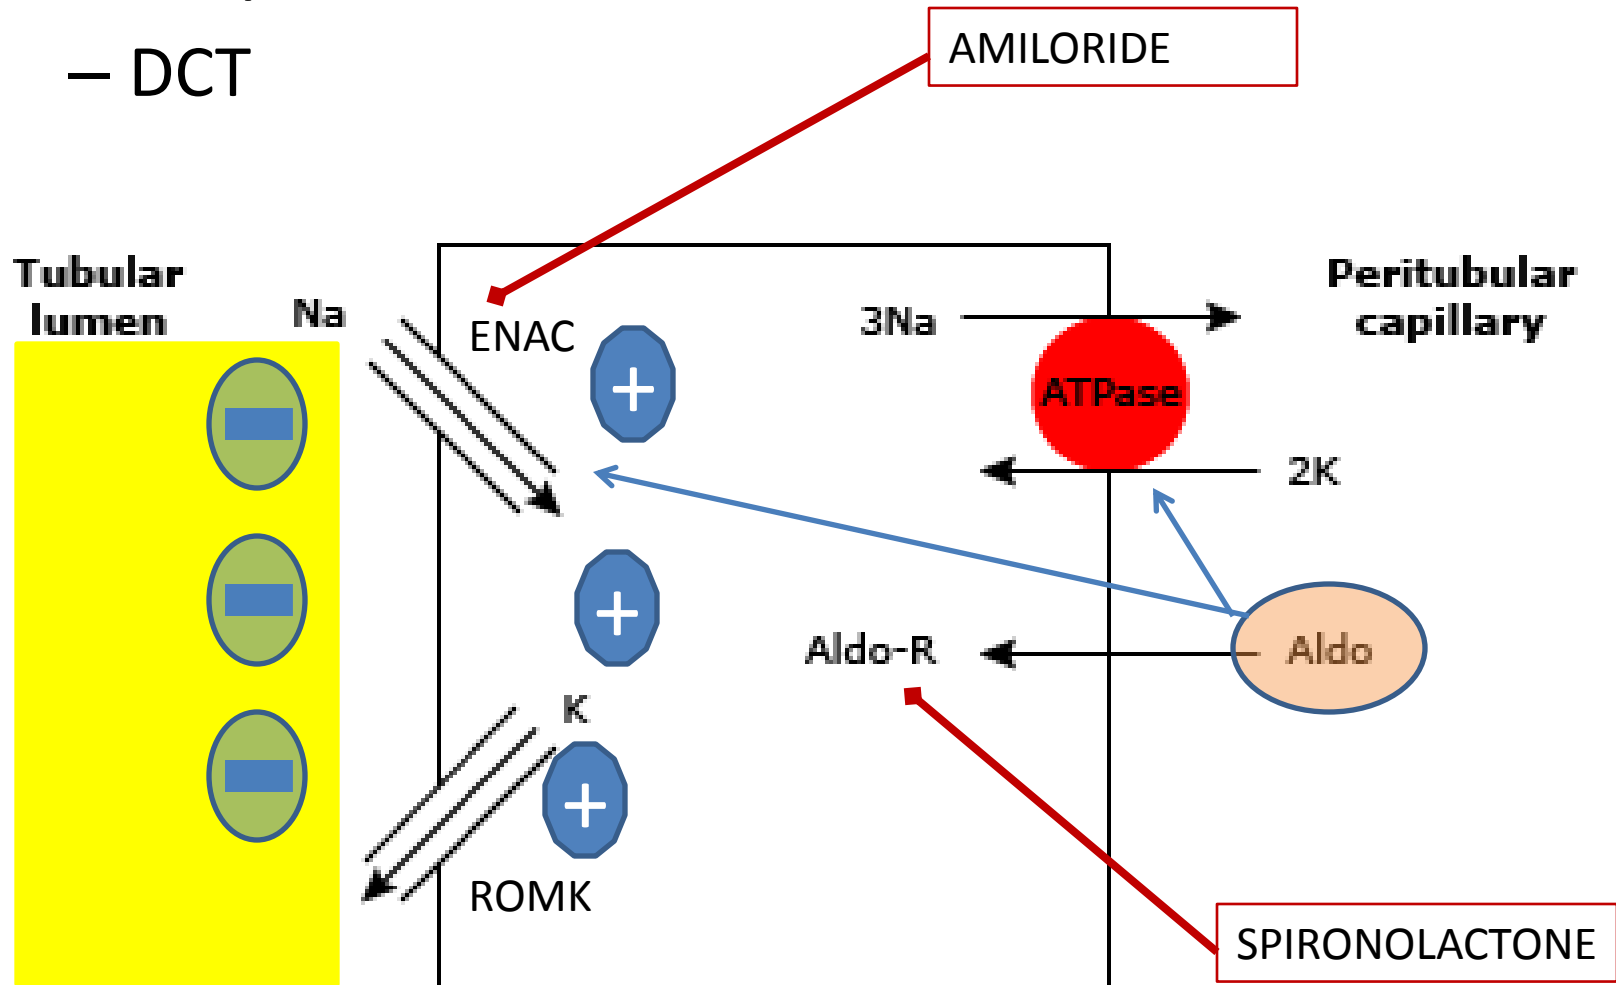 – DCT
AMILORIDE
Tubular
lumen
Na
ENAC
+
3Na
ATPase
Peritubular
capillary
2K
+
Aldo-R
Aldo
K
+
ROMK
SPIRONOLACTONE